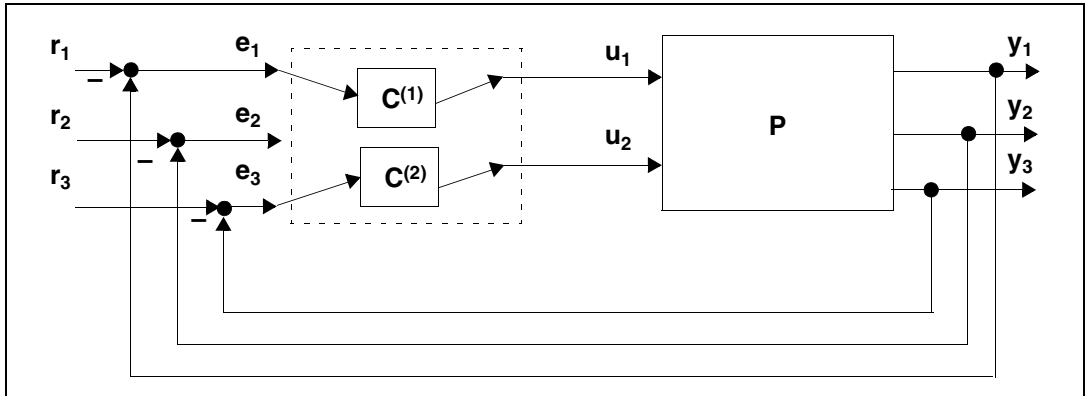 r1 e1 u1 y1
– C(1)
r2 e2 P y2
– u2
r3 e3 C(2) y3
–